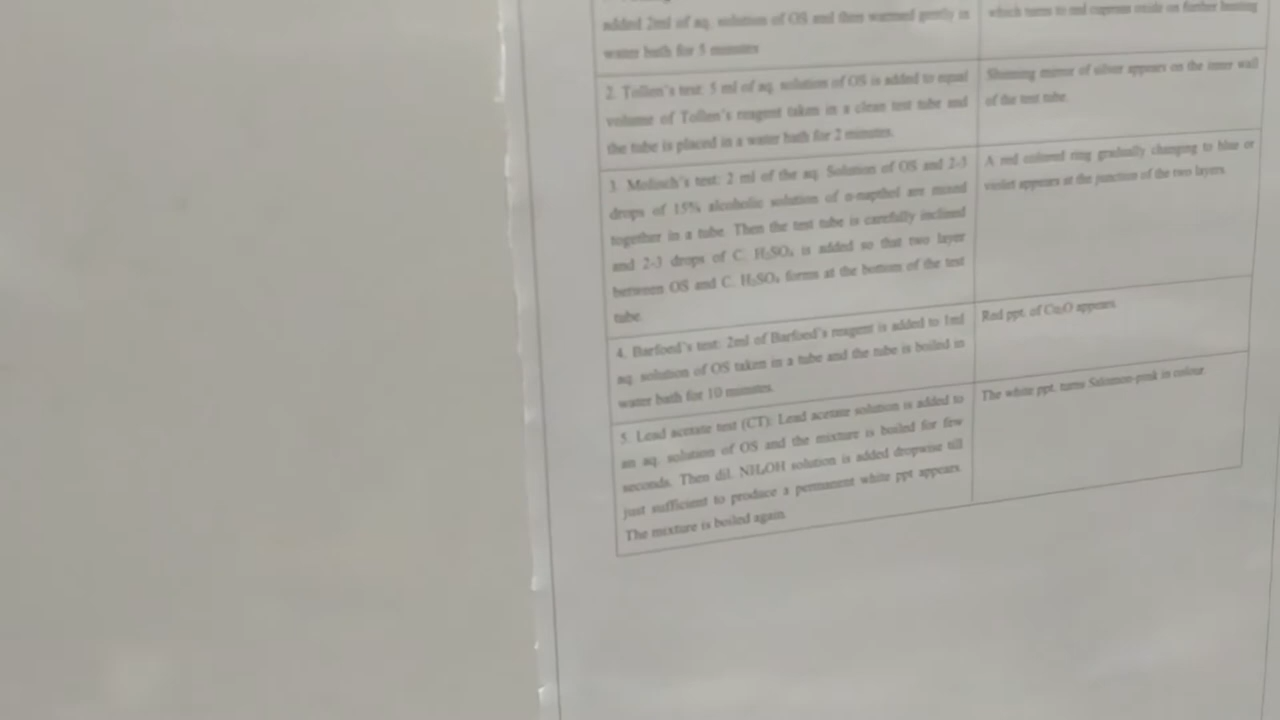 added 2ml of aq. solution of OS and then warmed gently in
water bath for 5 minutes
which turns to red cuprous oxide on further heating
2. Tollen's test: 5 ml of aq. solution of OS is added to equal
volume of Tollen's reagent taken in a clean test tube and
the tube is placed in a water bath for 2 minutes.
Shinning mirror of silver appears on the inner wall
of the test tube.
3. Molisch's test: 2 ml of the aq. Solution of OS and 2-3
drops of 15% alcoholic solution of α-napthol are mixed
together in a tube. Then the test tube is carefully inclined
and 2-3 drops of C. H₂SO₄ is added so that two layer
between OS and C. H₂SO₄ forms at the bottom of the test
tube.
A red colored ring gradually changing to blue or
violet appears at the junction of the two layers.
4. Barfoed's test: 2ml of Barfoed's reagent is added to 1ml
aq. solution of OS taken in a tube and the tube is boiled in
water bath for 10 minutes.
Red ppt. of Cu₂O appears.
5. Lead acetate test (CT): Lead acetate solution is added to
an aq. solution of OS and the mixture is boiled for few
seconds. Then dil. NH₄OH solution is added dropwise till
just sufficient to produce a permanent white ppt appears.
The mixture is boiled again.
The white ppt. turns Salomon-pink in colour